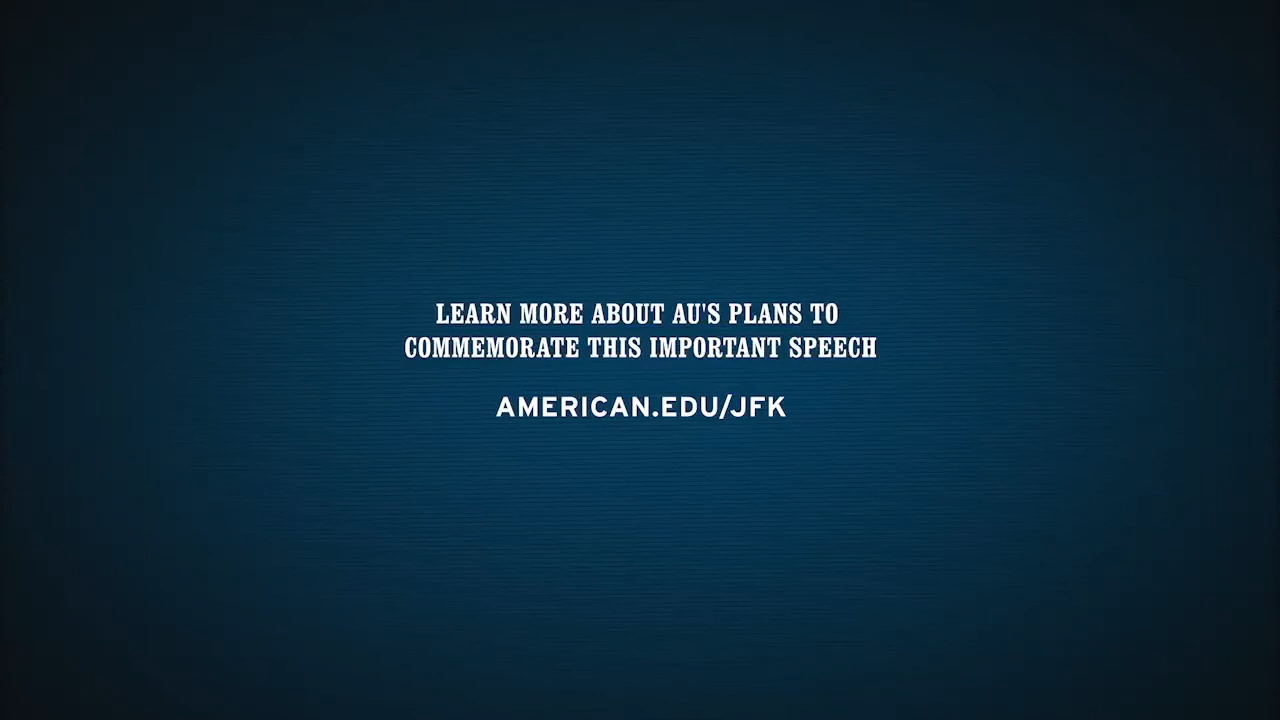 LEARN MORE ABOUT AU'S PLANS TO
COMMEMORATE THIS IMPORTANT SPEECH
AMERICAN.EDU/JFK